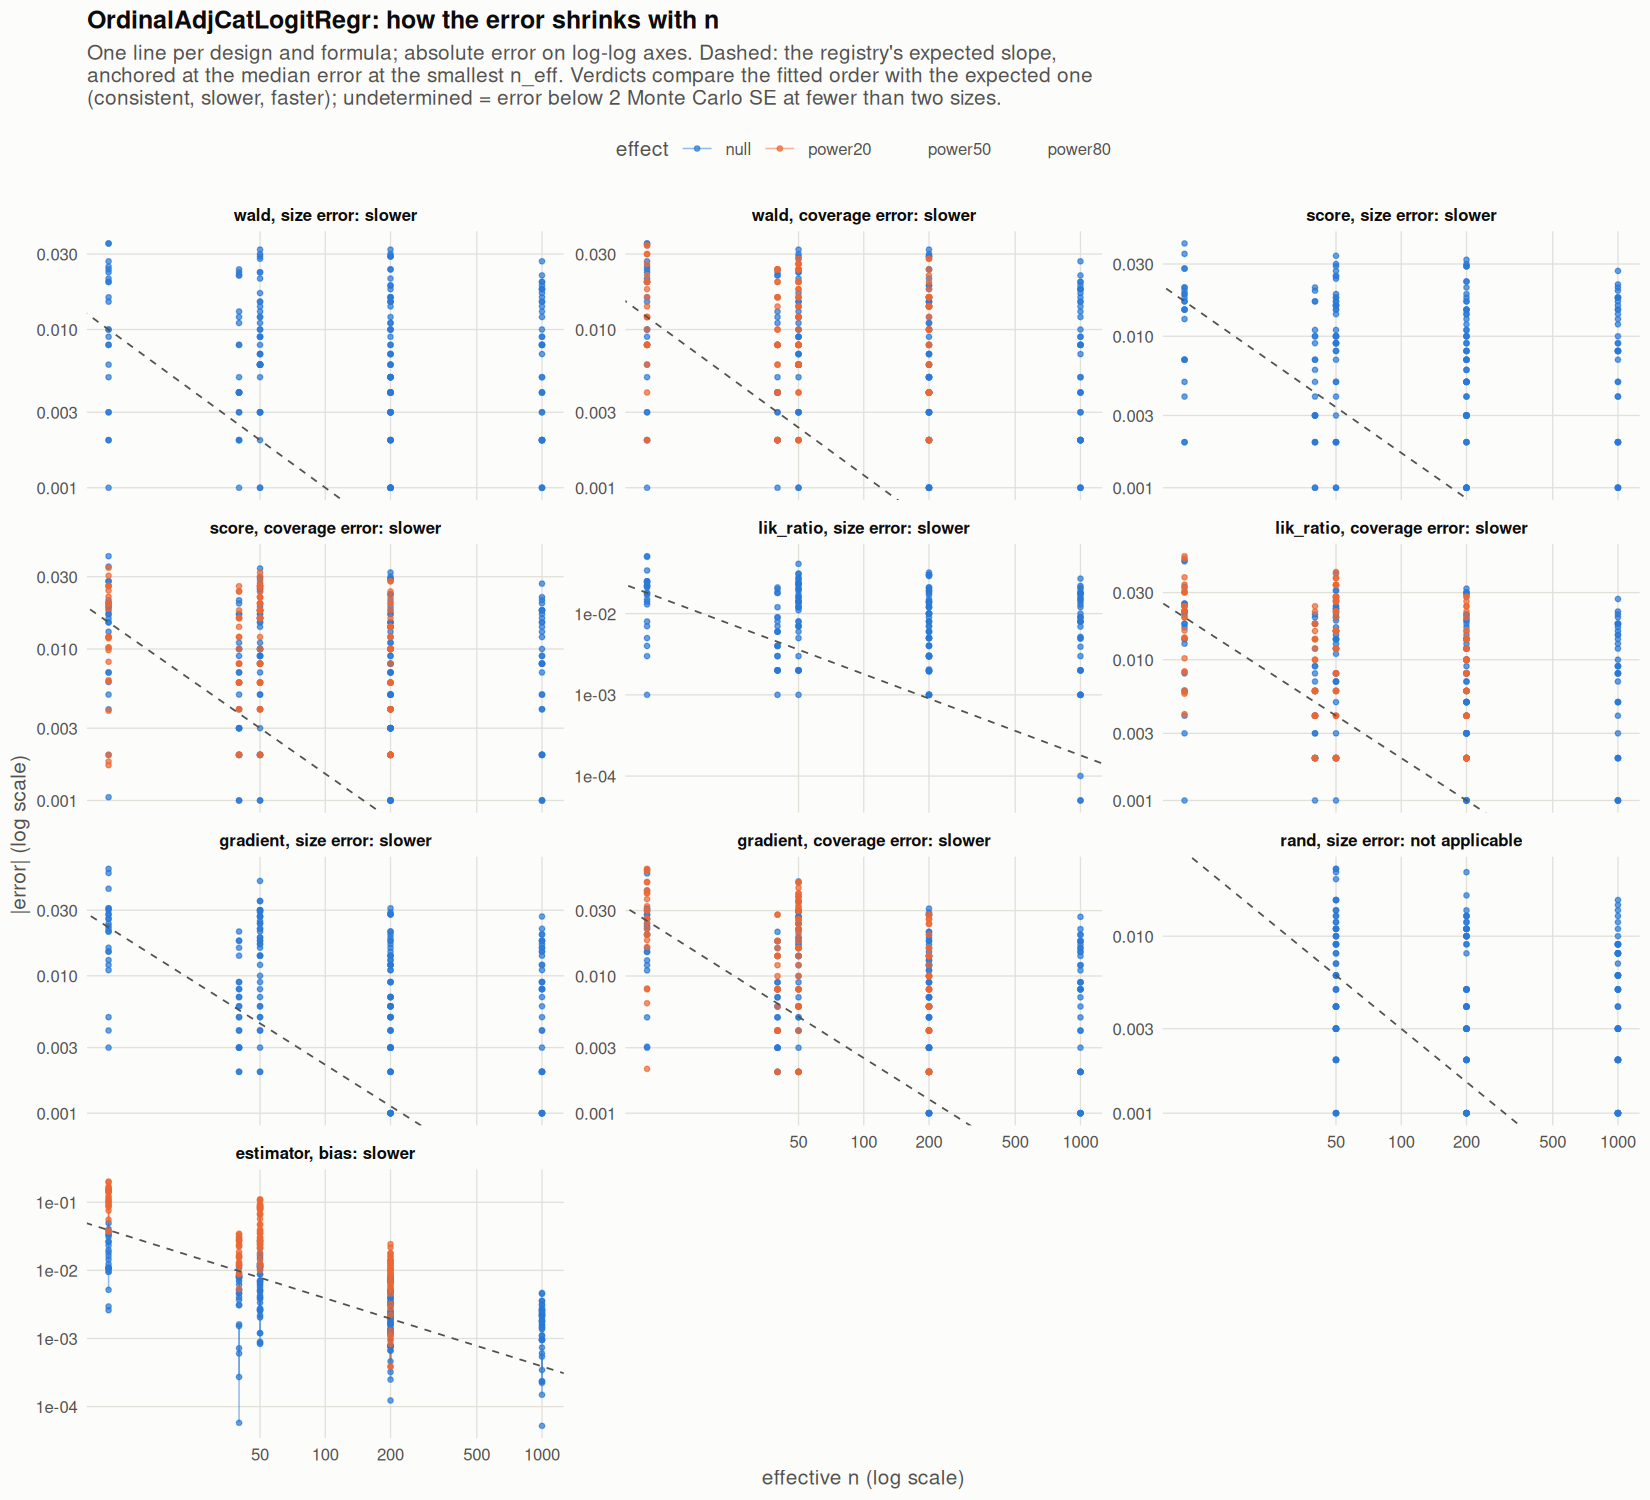 OrdinalAdjCatLogitRegr: how the error shrinks with n
One line per design and formula; absolute error on log-log axes. Dashed: the registry's expected slope,
anchored at the median error at the smallest n_eff. Verdicts compare the fitted order with the expected one
(consistent, slower, faster); undetermined = error below 2 Monte Carlo SE at fewer than two sizes.
effect null power20 power50 power80
wald, size error: slower
0.030
0.010
0.003
0.001
wald, coverage error: slower
0.030
0.010
0.003
0.001
score, size error: slower
0.030
0.010
0.003
0.001
score, coverage error: slower
0.030
0.010
0.003
0.001
lik_ratio, size error: slower
1e-02
1e-03
1e-04
lik_ratio, coverage error: slower
0.030
0.010
0.003
0.001
gradient, size error: slower
0.030
0.010
0.003
0.001
gradient, coverage error: slower
0.030
0.010
0.003
0.001
50 100 200 500 1000
rand, size error: not applicable
0.010
0.003
0.001
50 100 200 500 1000
estimator, bias: slower
1e-01
1e-02
1e-03
1e-04
50 100 200 500 1000
|error| (log scale)
effective n (log scale)